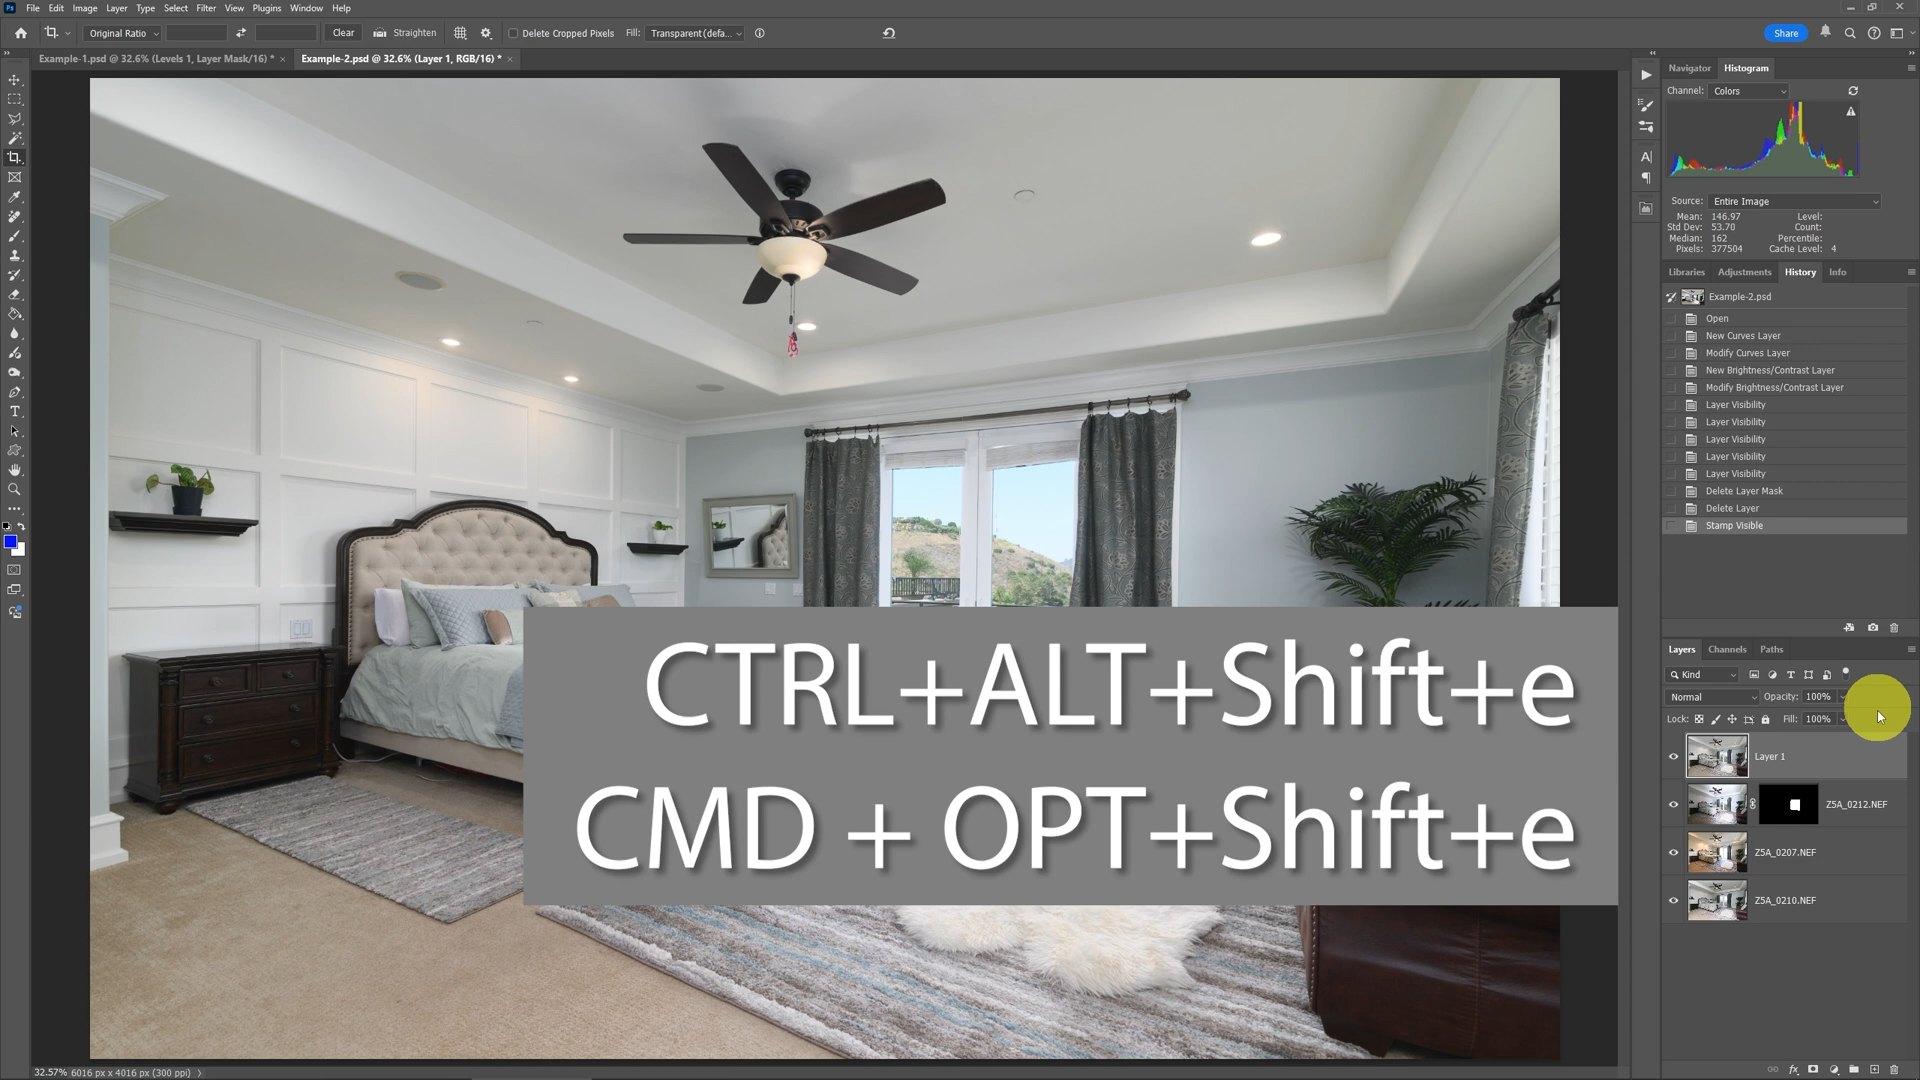 Ps File Edit Image Layer Type Select Filter View Plugins Window Help
Original Ratio Clear Straighten Delete Cropped Pixels Fill: Transparent (defa... Share
Example-1.psd @ 32.6% (Levels 1, Layer Mask/16) * × Example-2.psd @ 32.6% (Layer 1, RGB/16) * ×
Navigator Histogram
Channel: Colors
Source: Entire Image
Mean: 146.97 Level:
Std Dev: 53.70 Count:
Median: 162 Percentile:
Pixels: 377504 Cache Level: 4
Libraries Adjustments History Info
Example-2.psd
Open
New Curves Layer
Modify Curves Layer
New Brightness/Contrast Layer
Modify Brightness/Contrast Layer
Layer Visibility
Layer Visibility
Layer Visibility
Layer Visibility
Layer Visibility
Delete Layer Mask
Delete Layer
Stamp Visible
CTRL+ALT+Shift+e
CMD + OPT+Shift+e
Layers Channels Paths
Kind
Normal Opacity: 100%
Lock: Fill: 100%
Layer 1
Z5A_0212.NEF
Z5A_0207.NEF
Z5A_0210.NEF
32.57% 6016 px x 4016 px (300 ppi)